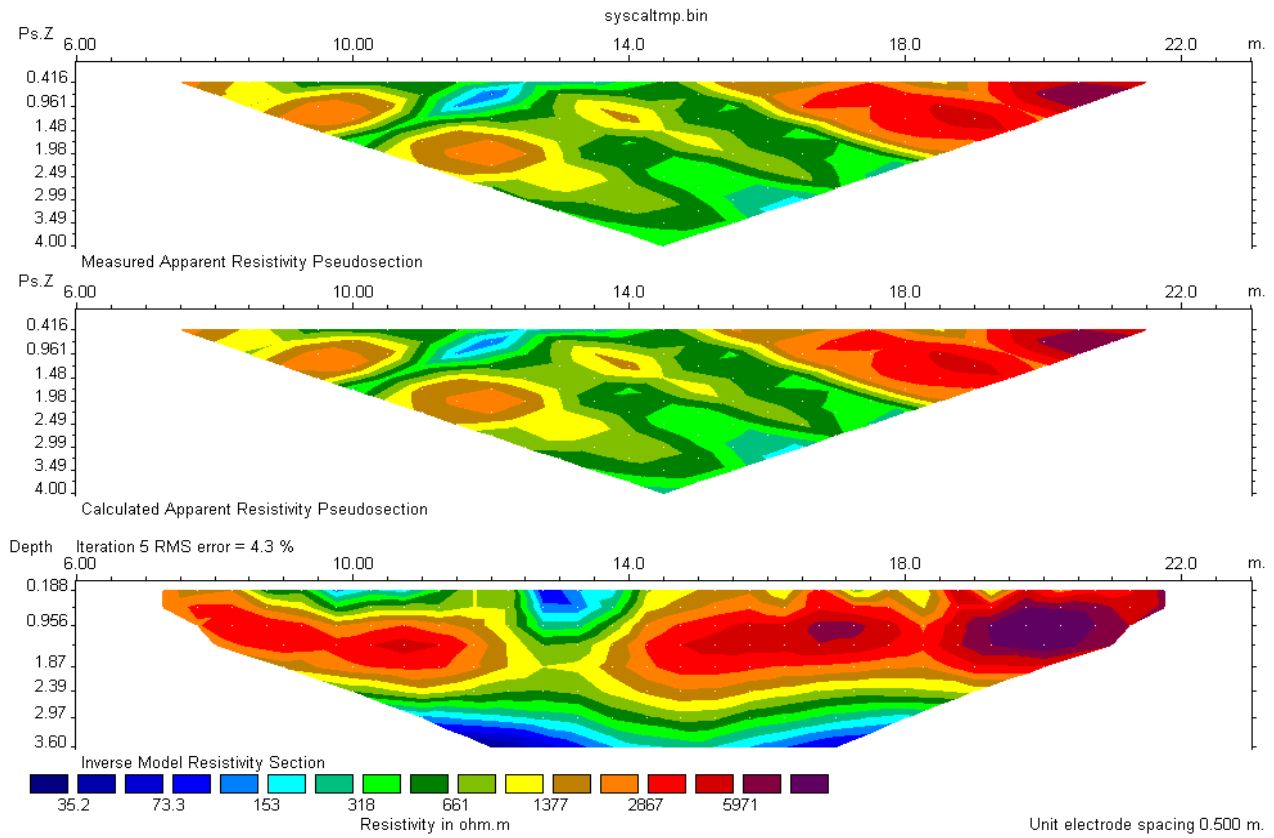 syscaltmp.bin
Ps.Z 6.00 10.00 14.0 18.0 22.0 m.
0.416
0.961
1.48
1.98
2.49
2.99
3.49
4.00
Measured Apparent Resistivity Pseudosection
Ps.Z 6.00 10.00 14.0 18.0 22.0 m.
0.416
0.961
1.48
1.98
2.49
2.99
3.49
4.00
Calculated Apparent Resistivity Pseudosection
Depth Iteration 5 RMS error = 4.3 %
6.00 10.00 14.0 18.0 22.0 m.
0.188
0.956
1.87
2.39
2.97
3.60
Inverse Model Resistivity Section
35.2 73.3 153 318 661 1377 2867 5971
Resistivity in ohm.m Unit electrode spacing 0.500 m.